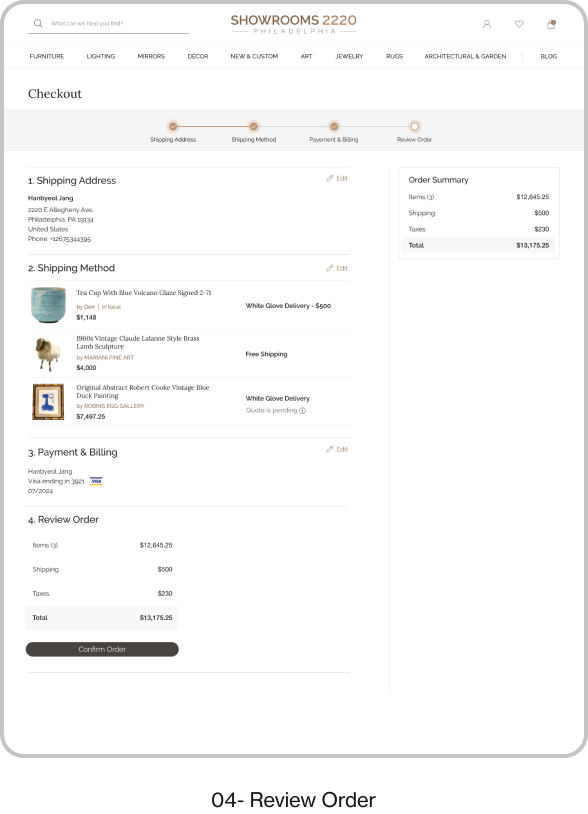 What can we hlep you find?
SHOWROOMS 2220
PHILADELPHIA
FURNITURE LIGHTING MIRRORS DECOR NEW & CUSTOM ART JEWELRY RUGS ARCHITECTURAL & GARDEN BLOG
Checkout
Shipping Address Shipping Method Payement & Billing Review Order
1. Shipping Address
Edit
Hanbyeol Jang
2220 E Allegheny Ave,
Philadelphia, PA 19134
United States
Phone: +12675344395
2. Shipping Method
Edit
Tea Cup With Blue Volcano Glaze Signed 2-71
by Den | in local
$1,148
White Glove Delivery - $500
1960s Vintage Claude Lalanne Style Brass
Lamb Sculpture
by MARIANI FINE ART
$4,000
Free Shipping
Original Abstract Robert Cooke Vintage Blue
Duck Painting
by ROBINS EGG GALLERY
$7,497.25
White Glove Delivery
Quote is pending
3. Payment & Billing
Edit
Hanbyeol Jang
Visa ending in 3921 VISA
07/2024
4. Review Order
Items (3) $12,645.25
Shipping $500
Taxes $230
Total $13,175.25
Confirm Order
Order Summary
Items (3) $12,645.25
Shipping $500
Taxes $230
Total $13,175.25
04- Review Order